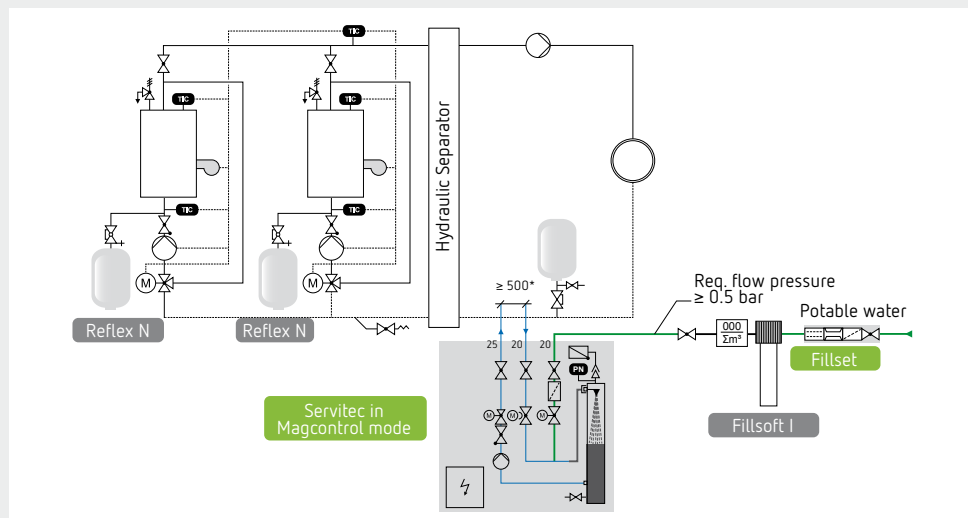 TIC
TIC
TIC
TIC
TIC
M
M
Reflex N
Reflex N
Hydraulic Separator
≥ 500*
25
20
20
Req. flow pressure
≥ 0.5 bar
Potable water
000
Σm³
Fillset
Fillsoft I
Servitec in
Magcontrol mode
PN
M
M
M